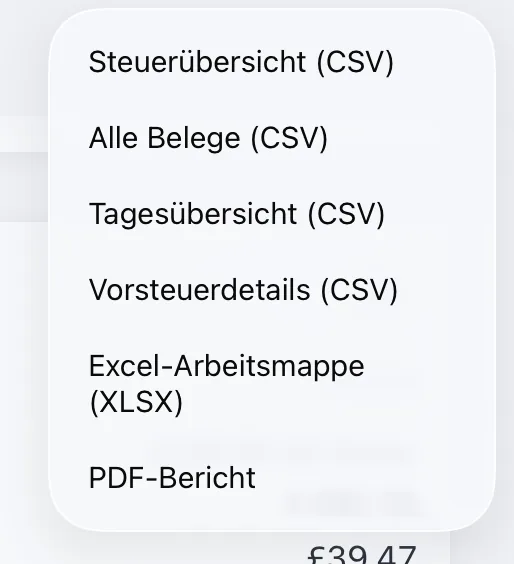 Steuerübersicht (CSV)
Alle Belege (CSV)
Tagesübersicht (CSV)
Vorsteuerdetails (CSV)
Excel-Arbeitsmappe
(XLSX)
PDF-Bericht
£39.47